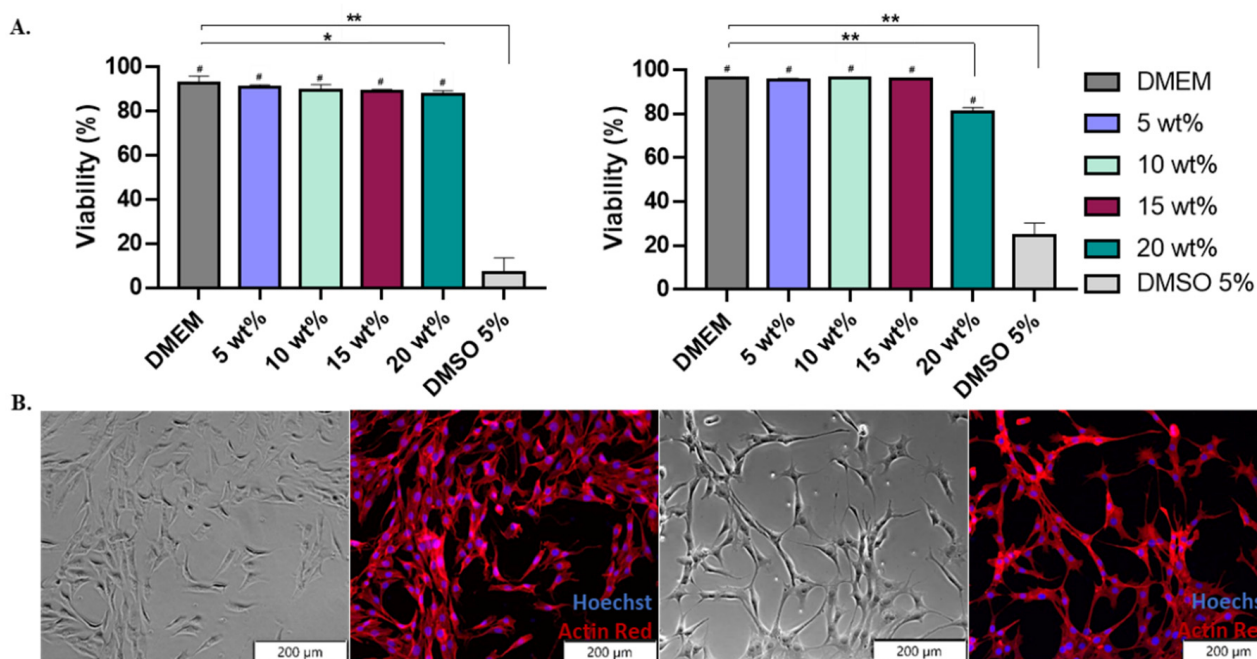 A.
**
*
100
80
60
40
20
0
Viability (%)
# # # # #
DMEM
5 wt%
10 wt%
15 wt%
20 wt%
DMSO 5%
**
**
100
80
60
40
20
0
Viability (%)
# # # # #
DMEM
5 wt%
10 wt%
15 wt%
20 wt%
DMSO 5%
DMEM
5 wt%
10 wt%
15 wt%
20 wt%
DMSO 5%
B.
200 µm
Hoechst
Actin Red
200 µm
200 µm
Hoechs
Actin Red
200 µm